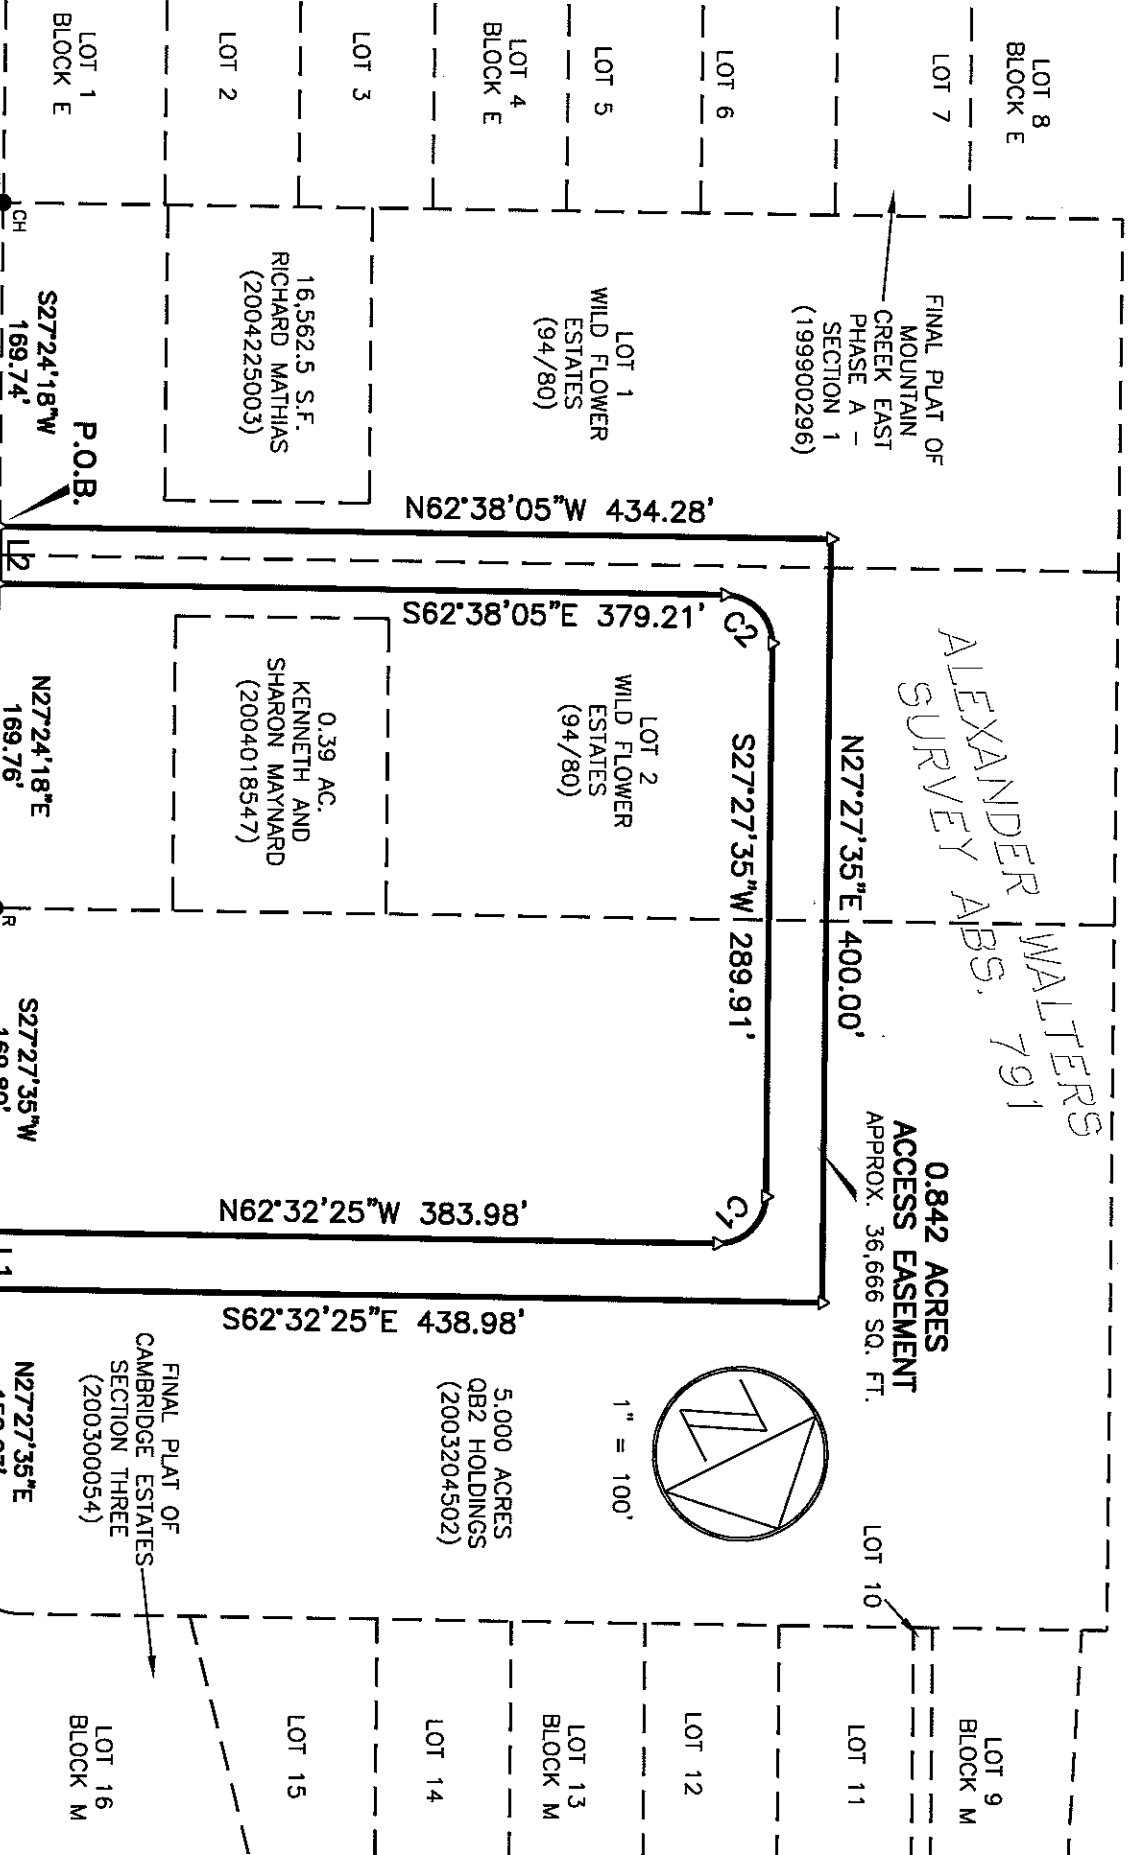 LOT 8
BLOCK E
LOT 7
LOT 6
LOT 5
LOT 4
BLOCK E
LOT 3
LOT 2
LOT 1
BLOCK E
FINAL PLAT OF
MOUNTAIN
CREEK EAST
PHASE A -
SECTION 1
(199900296)
LOT 1
WILD FLOWER
ESTATES
(94/80)
16,562.5 S.F.
RICHARD MATHIAS
(2004225003)
CH
S27°24'18"W
169.74'
P.O.B.
N62°38'05"W 434.28'
L2
S62°38'05"E 379.21'
C2
ALEXANDER WALTERS
SURVEY ABS. 791
N27°27'35"E 400.00'
S27°27'35"W 289.91'
LOT 2
WILD FLOWER
ESTATES
(94/80)
0.39 AC.
KENNETH AND
SHARON MAYNARD
(2004018547)
N27°24'18"E
169.76'
R
S27°27'35"W
0.842 ACRES
ACCESS EASEMENT
APPROX. 36,666 SQ. FT.
C1
N62°32'25"W 383.98'
L1
S62°32'25"E 438.98'
N
1" = 100'
5.000 ACRES
QB2 HOLDINGS
(2003204502)
FINAL PLAT OF
CAMBRIDGE ESTATES
SECTION THREE
(200300054)
N27°27'35"E
LOT 10
LOT 9
BLOCK M
LOT 11
LOT 12
LOT 13
BLOCK M
LOT 14
LOT 15
LOT 16
BLOCK M